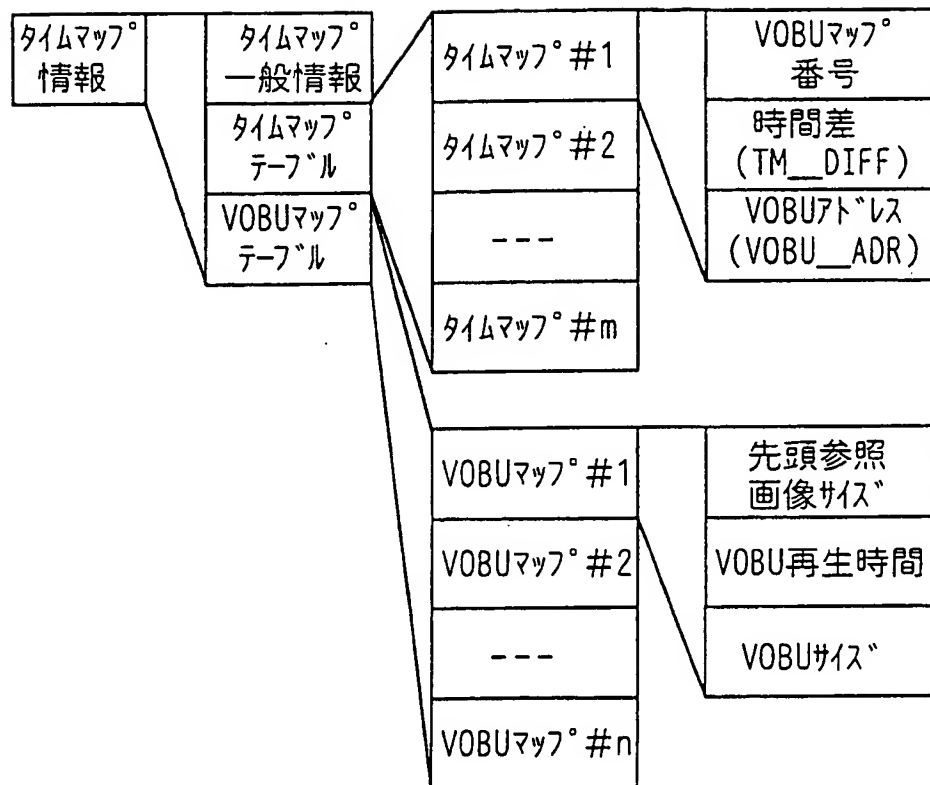 タイムマップ
情報
タイムマップ
一般情報
タイムマップ
テーブル
VOBUマップ
テーブル
タイムマップ#1
タイムマップ#2
---
タイムマップ#m
VOBUマップ
番号
時間差
(TM__DIFF)
VOBUアドレス
(VOBU__ADR)
VOBUマップ#1
VOBUマップ#2
---
VOBUマップ#n
先頭参照
画像サイズ
VOBU再生時間
VOBUサイズ